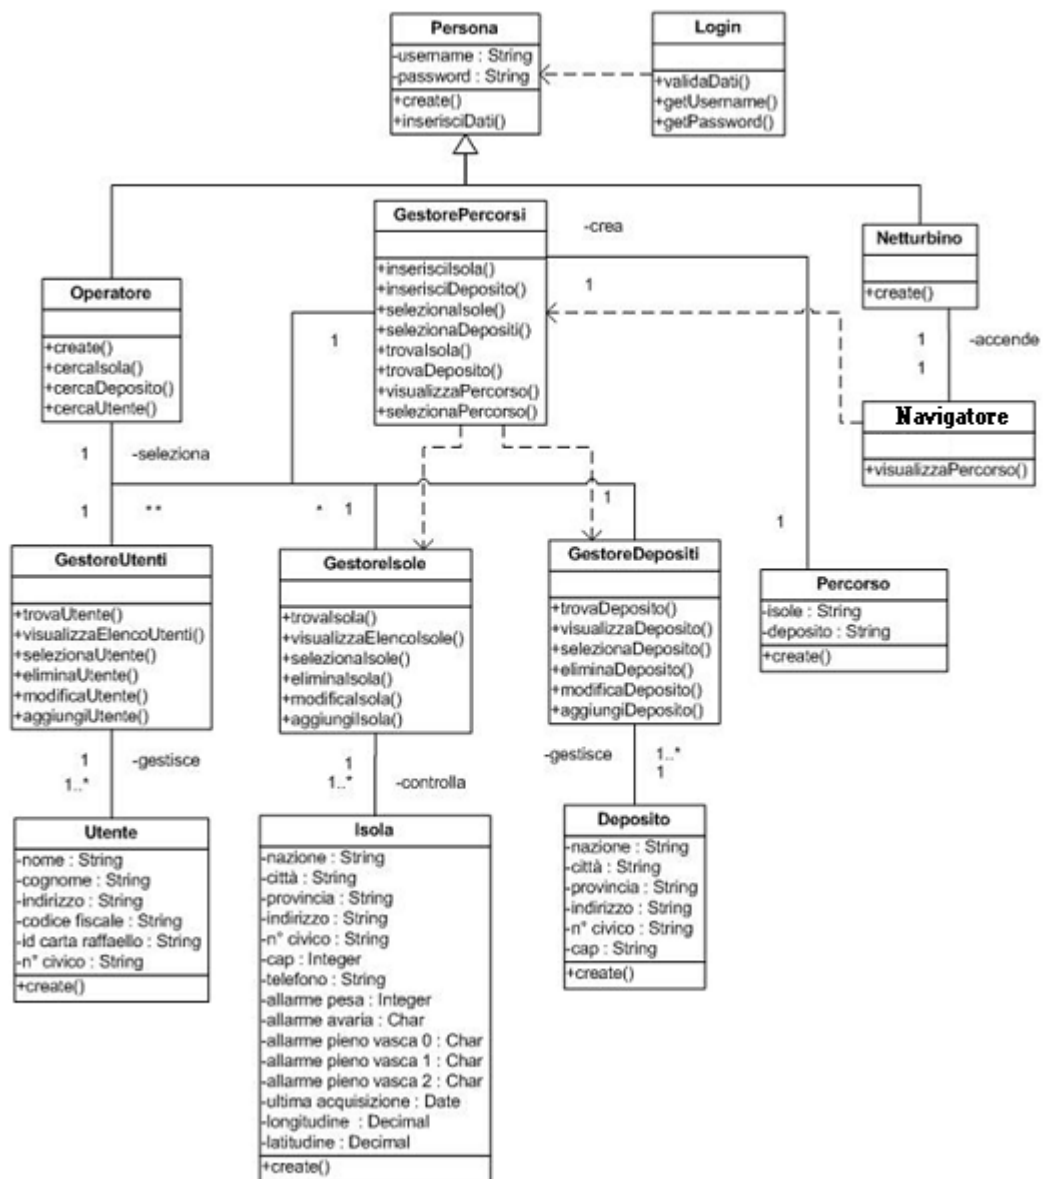 Persona
-username : String
-password : String
+create()
+inserisciDati()
Login
+validaDati()
+getUsername()
+getPassword()
GestorePercorsi
+inserisciIsola()
+inserisciDeposito()
+selezionaIsole()
+selezionaDepositi()
+trovaIsola()
+trovaDeposito()
+visualizzaPercorso()
+selezionaPercorso()
-crea
1
1
Netturbino
+create()
1
-accende
1
Navigatore
+visualizzaPercorso()
Operatore
+create()
+cercaIsola()
+cercaDeposito()
+cercaUtente()
1
-seleziona
1
* *
* 1
1
1
GestoreUtenti
+trovaUtente()
+visualizzaElencoUtenti()
+selezionaUtente()
+eliminaUtente()
+modificaUtente()
+aggiungiUtente()
GestoreIsole
+trovaIsola()
+visualizzaElencoIsole()
+selezionaIsole()
+eliminaIsola()
+modificaIsola()
+aggiungiIsola()
GestoreDepositi
+trovaDeposito()
+visualizzaDeposito()
+selezionaDeposito()
+eliminaDeposito()
+modificaDeposito()
+aggiungiDeposito()
Percorso
-isole : String
-deposito : String
+create()
1
-gestisce
1..*
1
1..*
-controlla
-gestisce
1..*
1
Utente
-nome : String
-cognome : String
-indirizzo : String
-codice fiscale : String
-id carta raffaello : String
-n° civico : String
+create()
Isola
-nazione : String
-città : String
-provincia : String
-indirizzo : String
-n° civico : String
-cap : Integer
-telefono : String
-allarme pesa : Integer
-allarme avaria : Char
-allarme pieno vasca 0 : Char
-allarme pieno vasca 1 : Char
-allarme pieno vasca 2 : Char
-ultima acquisizione : Date
-longitudine : Decimal
-latitudine : Decimal
+create()
Deposito
-nazione : String
-città : String
-provincia : String
-indirizzo : String
-n° civico : String
-cap : String
+create()